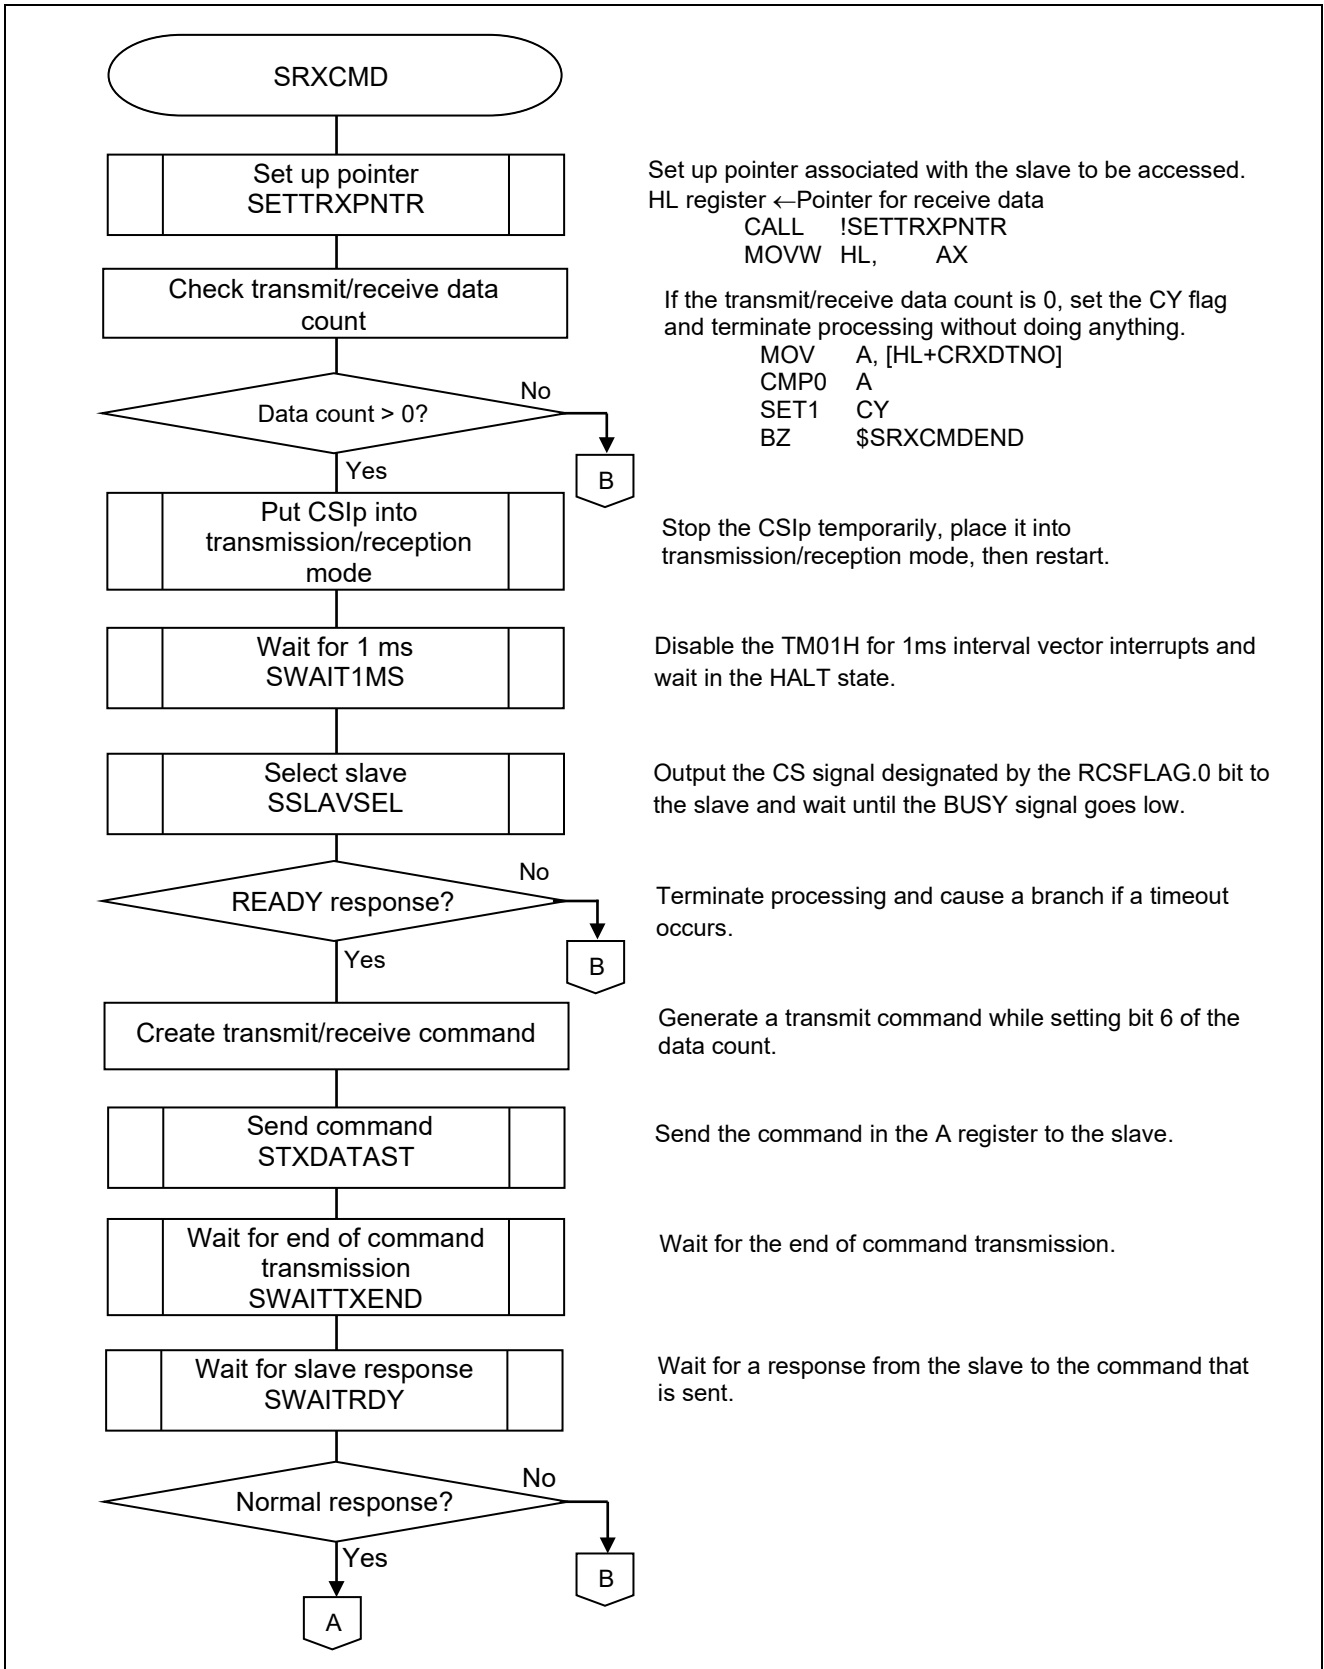 SRXCMD
Set up pointer
SETTRXPNTR
Set up pointer associated with the slave to be accessed.
HL register ←Pointer for receive data
CALL !SETTRXPNTR
MOVW HL, AX
Check transmit/receive data
count
If the transmit/receive data count is 0, set the CY flag
and terminate processing without doing anything.
MOV A, [HL+CRXDTNO]
CMP0 A
SET1 CY
BZ $SRXCMDEND
Data count > 0?
No
B
Yes
Put CSIp into
transmission/reception
mode
Stop the CSIp temporarily, place it into
transmission/reception mode, then restart.
Wait for 1 ms
SWAIT1MS
Disable the TM01H for 1ms interval vector interrupts and
wait in the HALT state.
Select slave
SSLAVSEL
Output the CS signal designated by the RCSFLAG.0 bit to
the slave and wait until the BUSY signal goes low.
READY response?
No
B
Yes
Terminate processing and cause a branch if a timeout
occurs.
Create transmit/receive command
Generate a transmit command while setting bit 6 of the
data count.
Send command
STXDATAST
Send the command in the A register to the slave.
Wait for end of command
transmission
SWAITTXEND
Wait for the end of command transmission.
Wait for slave response
SWAITRDY
Wait for a response from the slave to the command that
is sent.
Normal response?
No
B
Yes
A